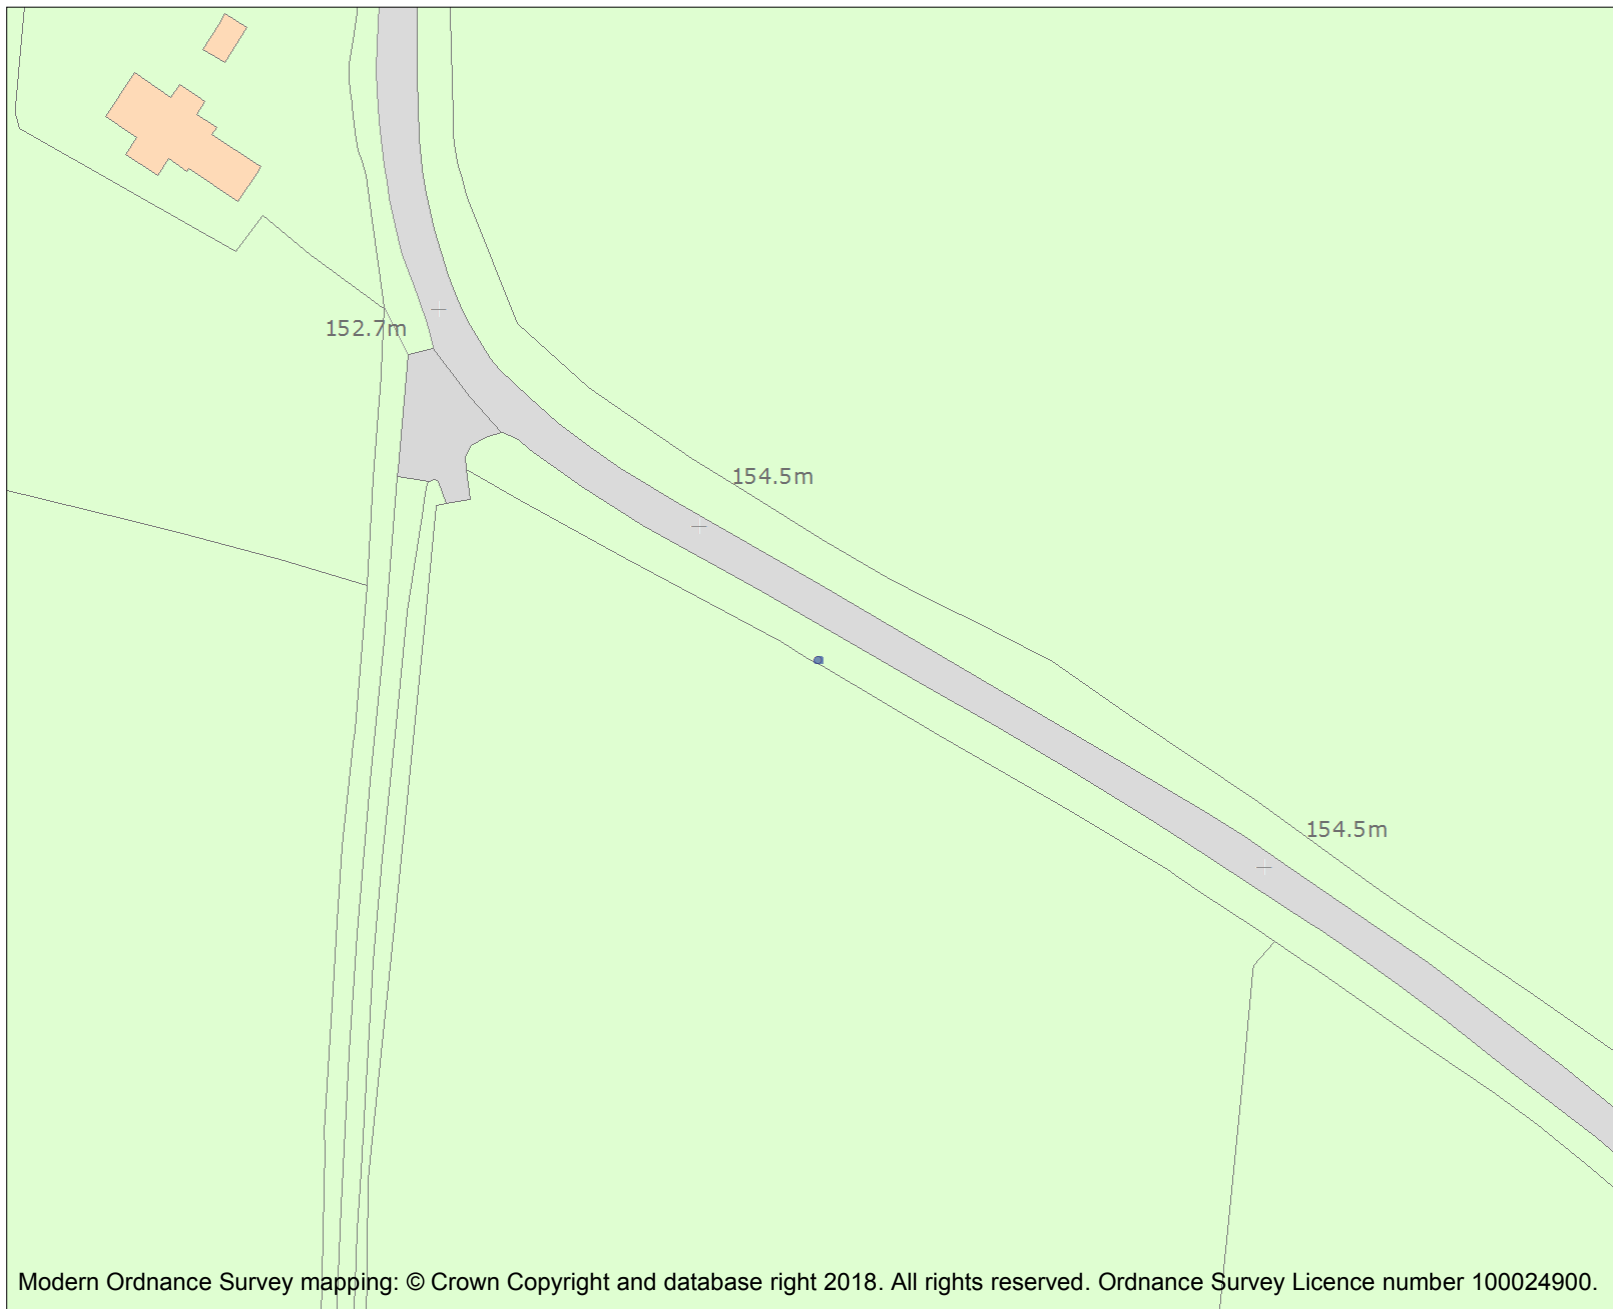 152.7m
154.5m
154.5m
Modern Ordnance Survey mapping: © Crown Copyright and database right 2018. All rights reserved. Ordnance Survey Licence number 100024900.